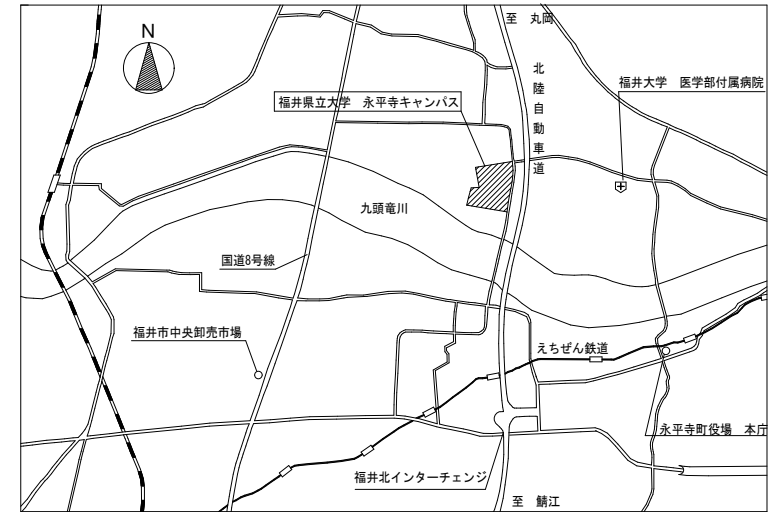 至　丸岡
N
北陸自動車道
福井大学　医学部付属病院
福井県立大学　永平寺キャンパス
九頭竜川
国道8号線
福井市中央卸売市場
えちぜん鉄道
永平寺町役場　本庁
福井北インターチェンジ
至　鯖江